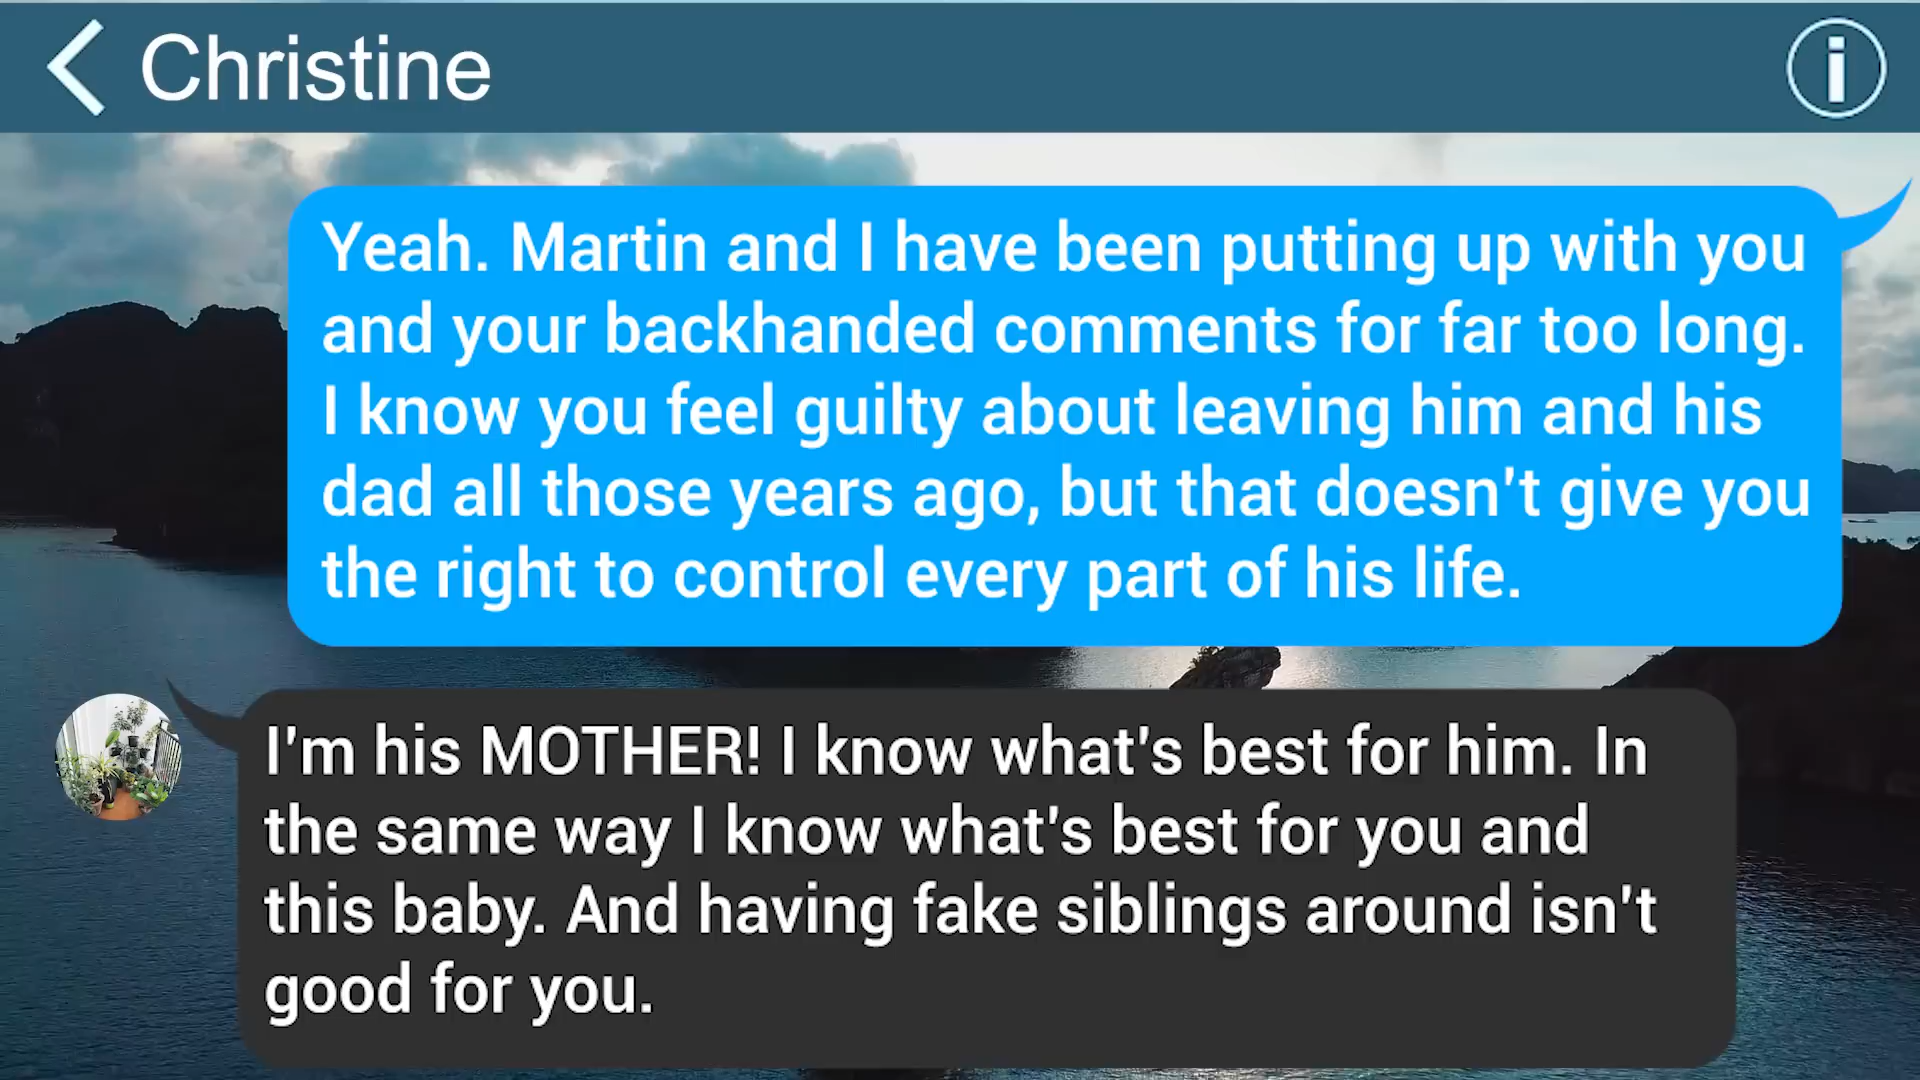 Christine
Yeah. Martin and I have been putting up with you
and your backhanded comments for far too long.
I know you feel guilty about leaving him and his
dad all those years ago, but that doesn't give you
the right to control every part of his life.
I'm his MOTHER! I know what's best for him. In
the same way I know what's best for you and
this baby. And having fake siblings around isn't
good for you.